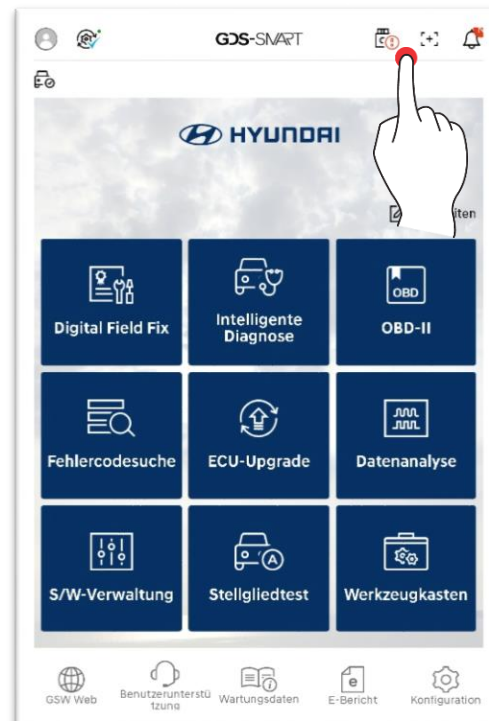 GDS-SMART
HYUNDAI
iten
Digital Field Fix
Intelligente
Diagnose
OBD
OBD-II
Fehlercodesuche
ECU-Upgrade
Datenanalyse
A
S/W-Verwaltung
Stellgliedtest
Werkzeugkasten
e
GSW Web
Benutzerunterstü
tzung
Wartungsdaten
E-Bericht
Konfiguration